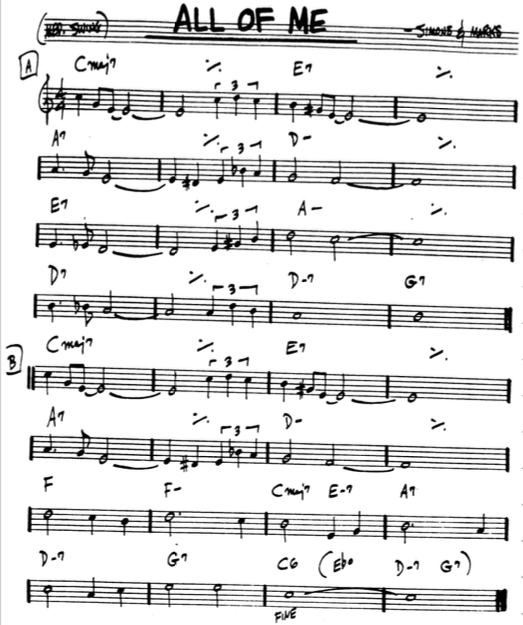 ALL OF ME
(MED. SWING) - SIMONS & MARKS
A Cmaj7 ٪ E7 ٪
3
A7 ٪ D- ٪
3
E7 ٪ A- ٪
3
D7 ٪ D-7 G7
3
B Cmaj7 ٪ E7 ٪
3
A7 ٪ D- ٪
3
F F- Cmaj7 E-7 A7
D-7 G7 C6 (Ebo D-7 G7)
FINE